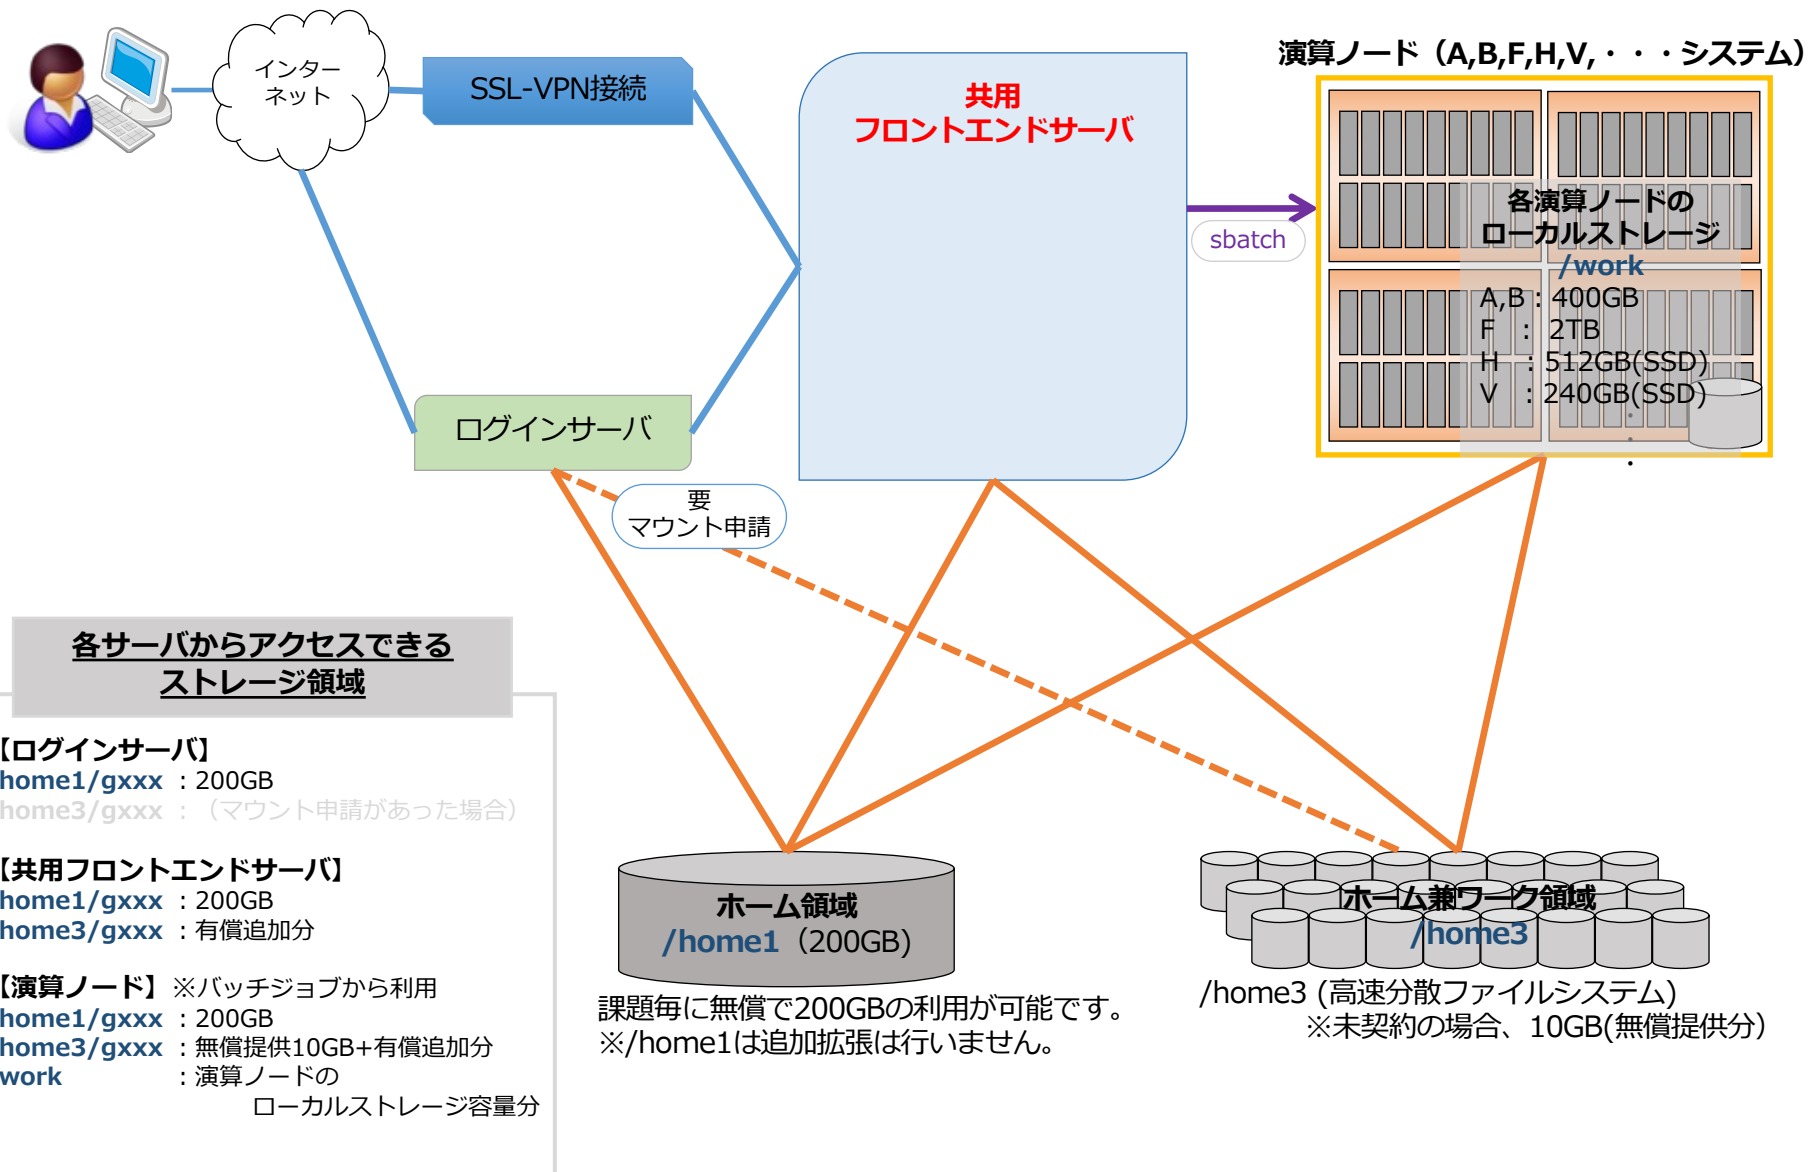 インター
ネット
SSL-VPN接続
ログインサーバ
共用
フロントエンドサーバ
sbatch
演算ノード（A,B,F,H,V,・・・システム）
各演算ノードの
ローカルストレージ
/work
A,B：400GB
F ： 2TB
H ：512GB(SSD)
V ：240GB(SSD)
・
・
・
要
マウント申請
各サーバからアクセスできる
ストレージ領域
【ログインサーバ】
home1/gxxx ：200GB
home3/gxxx ：（マウント申請があった場合）
【共用フロントエンドサーバ】
home1/gxxx ：200GB
home3/gxxx ：有償追加分
【演算ノード】※バッチジョブから利用
home1/gxxx ：200GB
home3/gxxx ：無償提供10GB+有償追加分
work ：演算ノードの
ローカルストレージ容量分
ホーム領域
/home1（200GB)
課題毎に無償で200GBの利用が可能です。
※/home1は追加拡張は行いません。
ホーム兼ワーク領域
/home3
/home3 (高速分散ファイルシステム)
※未契約の場合、10GB(無償提供分）